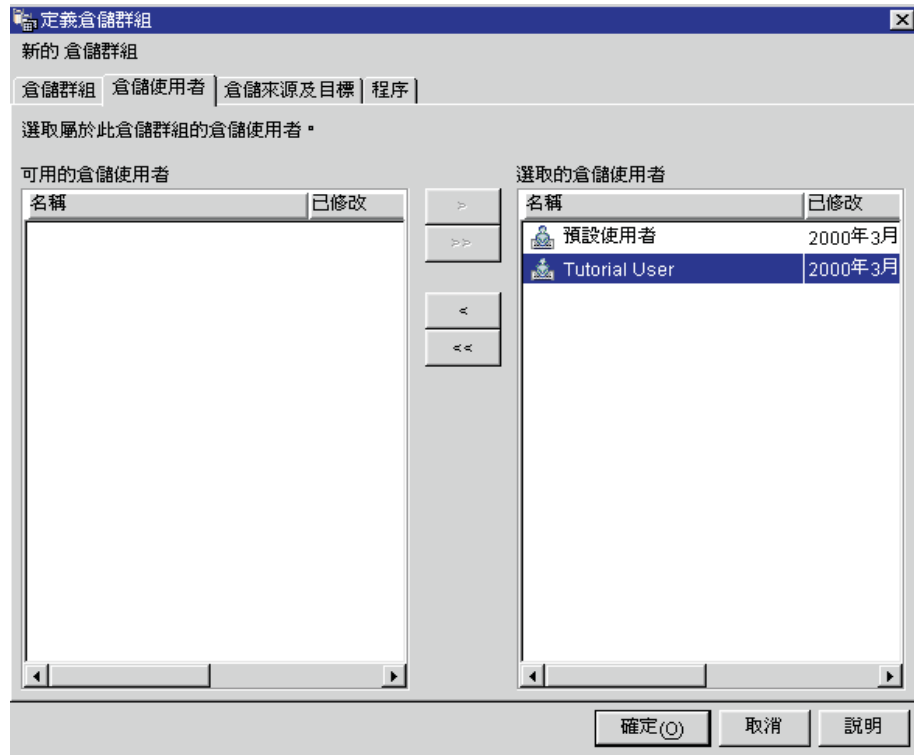 定義倉儲群組
新的 倉儲群組
倉儲群組 倉儲使用者 倉儲來源及目標 程序
選取屬於此倉儲群組的倉儲使用者。
可用的倉儲使用者
名稱 已修改
>
>>
<
<<
選取的倉儲使用者
名稱 已修改
預設使用者 2000年3月
Tutorial User 2000年3月
確定(O) 取消 說明